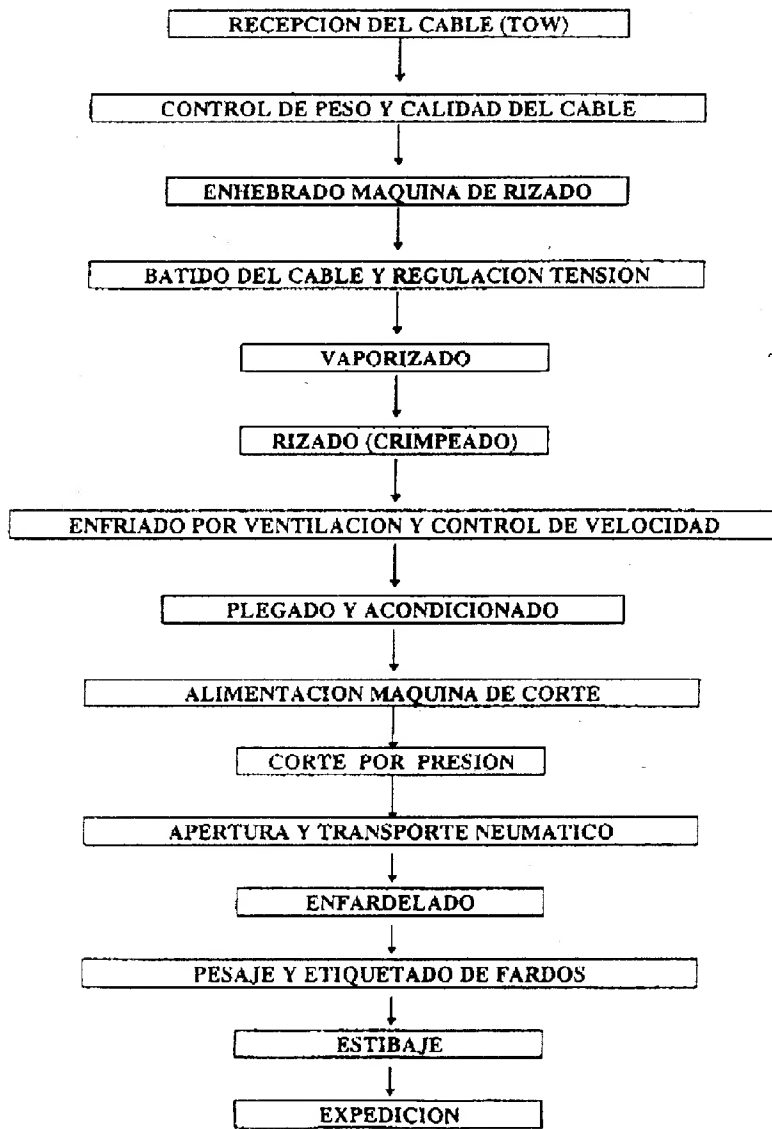 RECEPCION DEL CABLE (TOW)
CONTROL DE PESO Y CALIDAD DEL CABLE
ENHEBRADO MAQUINA DE RIZADO
BATIDO DEL CABLE Y REGULACION TENSION
VAPORIZADO
RIZADO (CRIMPEADO)
ENFRIADO POR VENTILACION Y CONTROL DE VELOCIDAD
PLEGADO Y ACONDICIONADO
ALIMENTACION MAQUINA DE CORTE
CORTE POR PRESION
APERTURA Y TRANSPORTE NEUMATICO
ENFARDELADO
PESAJE Y ETIQUETADO DE FARDOS
ESTIBAJE
EXPEDICION